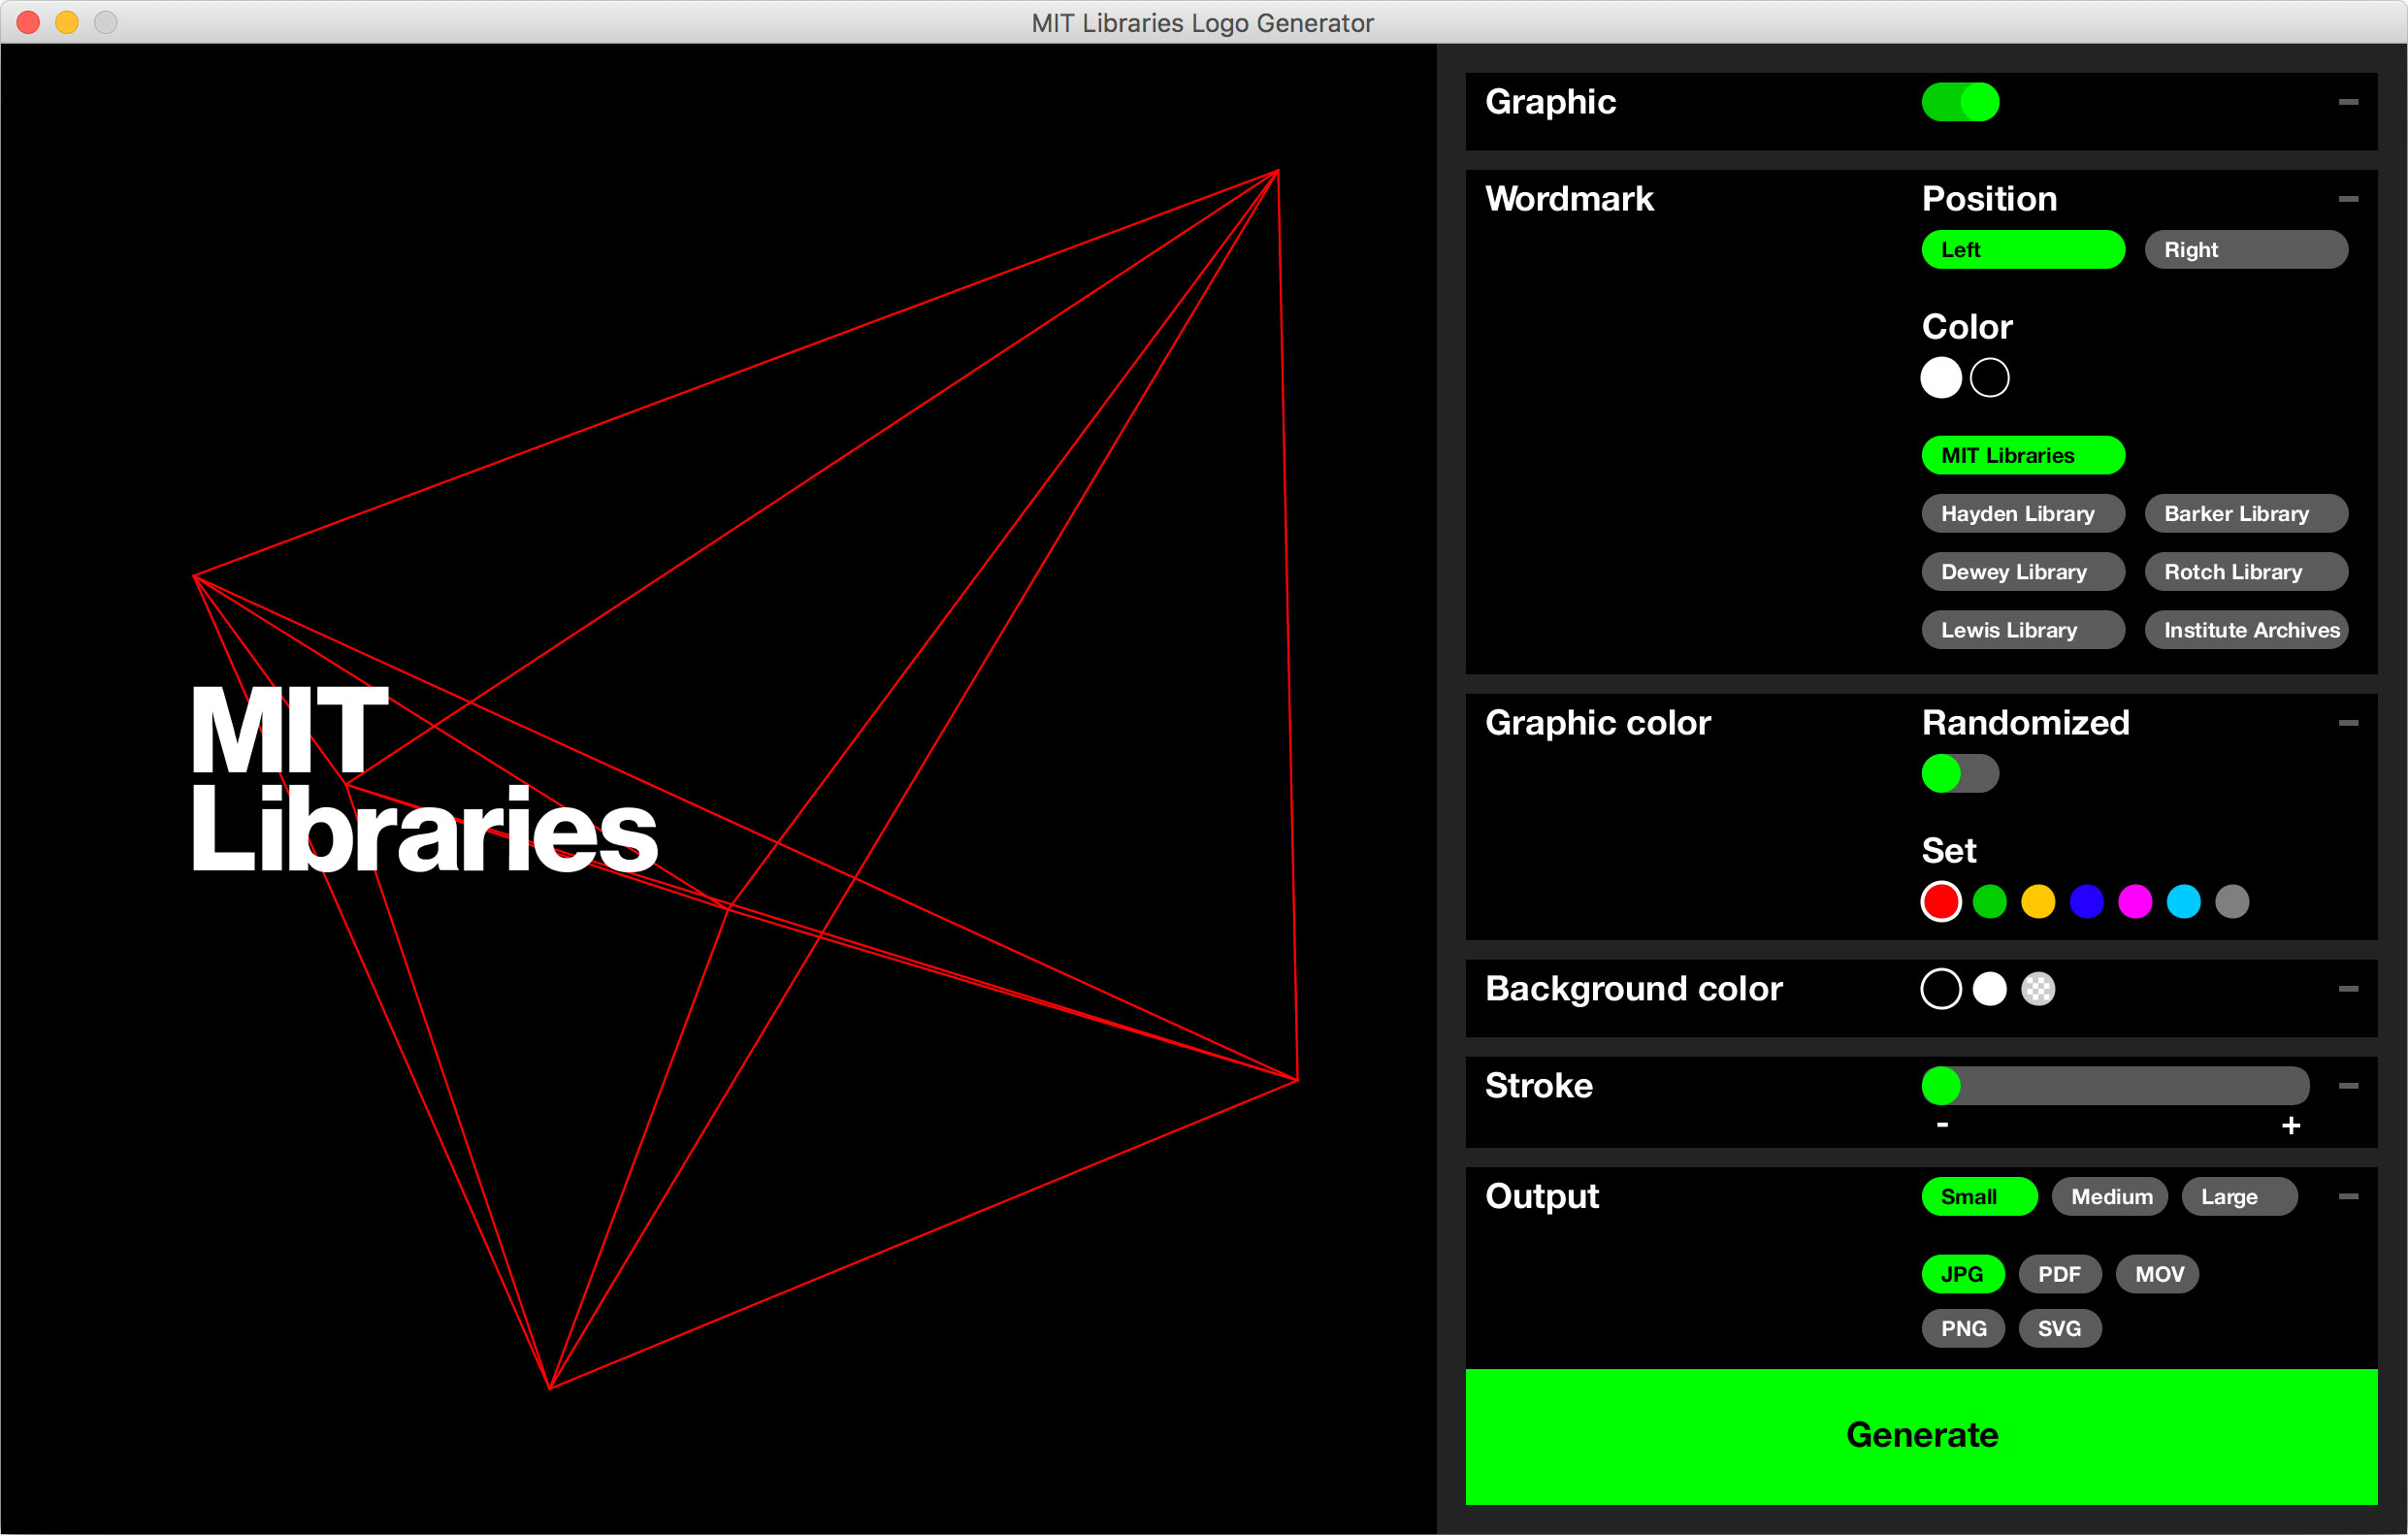 MIT Libraries Logo Generator
MIT
Libraries
Graphic
Wordmark
Position
Left Right
Color
MIT Libraries
Hayden Library Barker Library
Dewey Library Rotch Library
Lewis Library Institute Archives
Graphic color
Randomized
Set
Background color
Stroke
- +
Output
Small Medium Large
JPG PDF MOV
PNG SVG
Generate